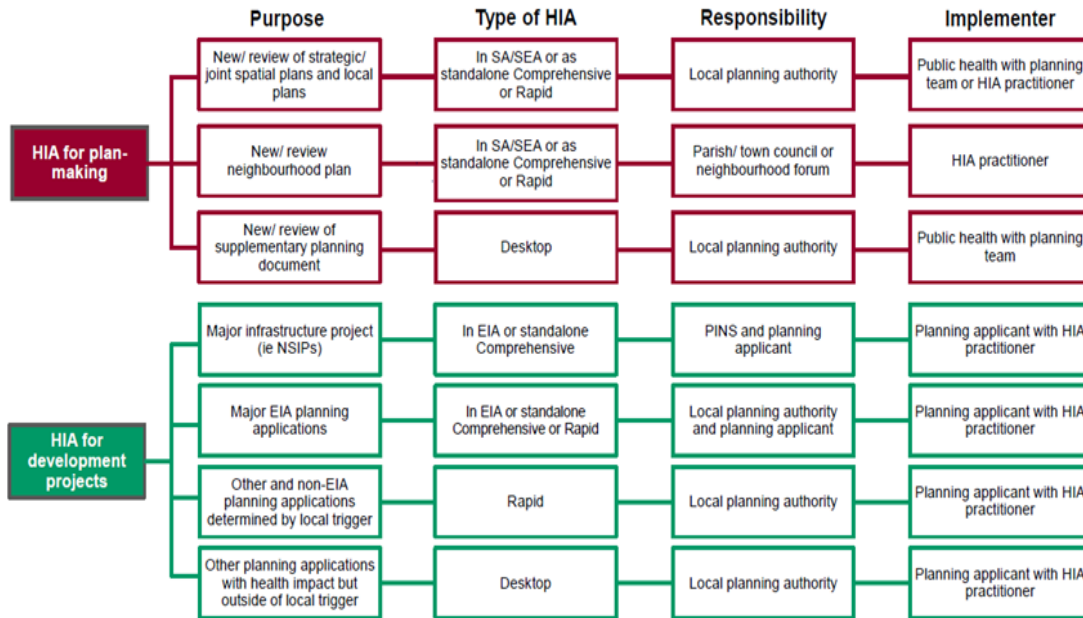 Purpose
Type of HIA
Responsibility
Implementer
HIA for plan-
making
New/ review of strategic/
joint spatial plans and local
plans
In SA/SEA or as
standalone Comprehensive
or Rapid
Local planning authority
Public health with planning
team or HIA practitioner
New/ review
neighbourhood plan
In SA/SEA or as
standalone Comprehensive
or Rapid
Parish/ town council or
neighbourhood forum
HIA practitioner
New/ review of
supplementary planning
document
Desktop
Local planning authority
Public health with planning
team
HIA for
development
projects
Major infrastructure project
(ie NSIPs)
In EIA or standalone
Comprehensive
PINS and planning
applicant
Planning applicant with HIA
practitioner
Major EIA planning
applications
In EIA or standalone
Comprehensive or Rapid
Local planning authority
and planning applicant
Planning applicant with HIA
practitioner
Other and non-EIA
planning applications
determined by local trigger
Rapid
Local planning authority
Planning applicant with HIA
practitioner
Other planning applications
with health impact but
outside of local trigger
Desktop
Local planning authority
Planning applicant with HIA
practitioner